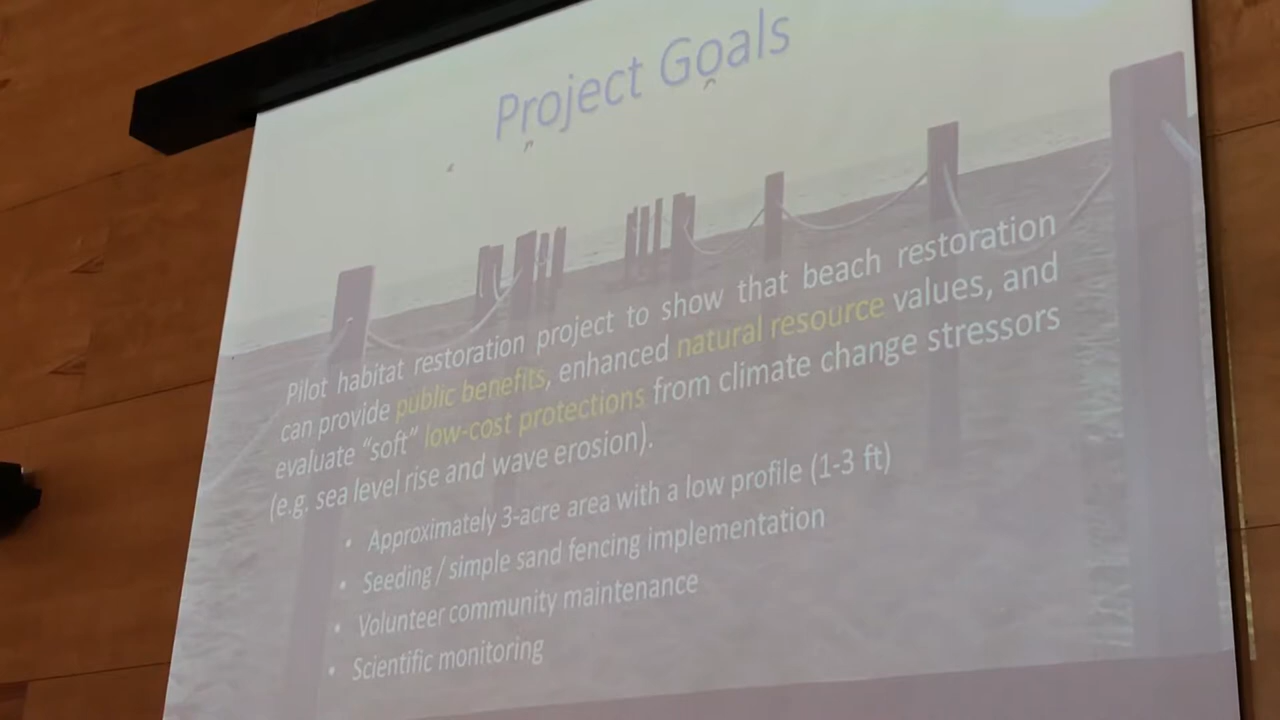 Project Goals
Pilot habitat restoration project to show that beach restoration
can provide public benefits, enhanced natural resource values, and
evaluate “soft” low-cost protections from climate change stressors
(e.g. sea level rise and wave erosion).
• Approximately 3-acre area with a low profile (1-3 ft)
• Seeding / simple sand fencing implementation
• Volunteer community maintenance
• Scientific monitoring